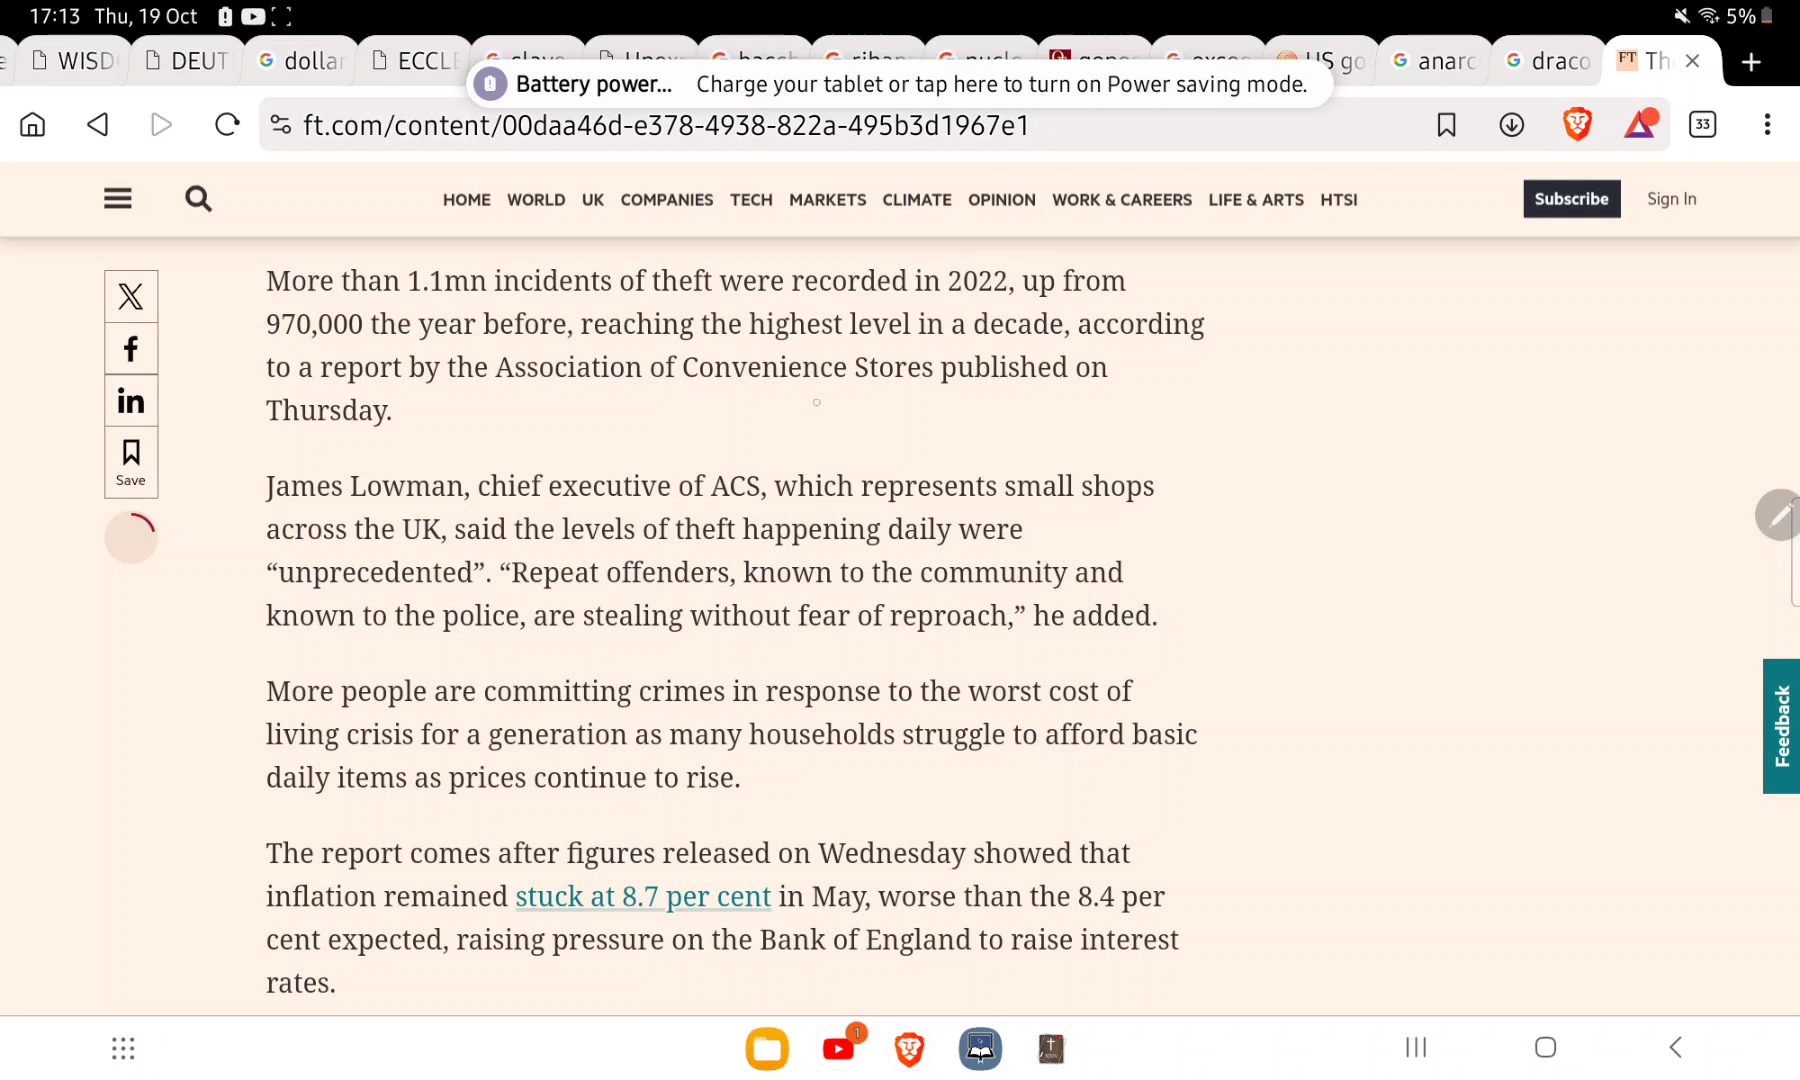 17:13 Thu, 19 Oct
5%
WISD
DEUT
dollar
ECCLE
US go
anarc
draco
FT Th
Battery power... Charge your tablet or tap here to turn on Power saving mode.
ft.com/content/00daa46d-e378-4938-822a-495b3d1967e1
33
HOME WORLD UK COMPANIES TECH MARKETS CLIMATE OPINION WORK & CAREERS LIFE & ARTS HTSI
Subscribe
Sign In
More than 1.1mn incidents of theft were recorded in 2022, up from
970,000 the year before, reaching the highest level in a decade, according
to a report by the Association of Convenience Stores published on
Thursday.
Save
James Lowman, chief executive of ACS, which represents small shops
across the UK, said the levels of theft happening daily were
“unprecedented”. “Repeat offenders, known to the community and
known to the police, are stealing without fear of reproach,” he added.
More people are committing crimes in response to the worst cost of
living crisis for a generation as many households struggle to afford basic
daily items as prices continue to rise.
Feedback
The report comes after figures released on Wednesday showed that
inflation remained stuck at 8.7 per cent in May, worse than the 8.4 per
cent expected, raising pressure on the Bank of England to raise interest
rates.
1